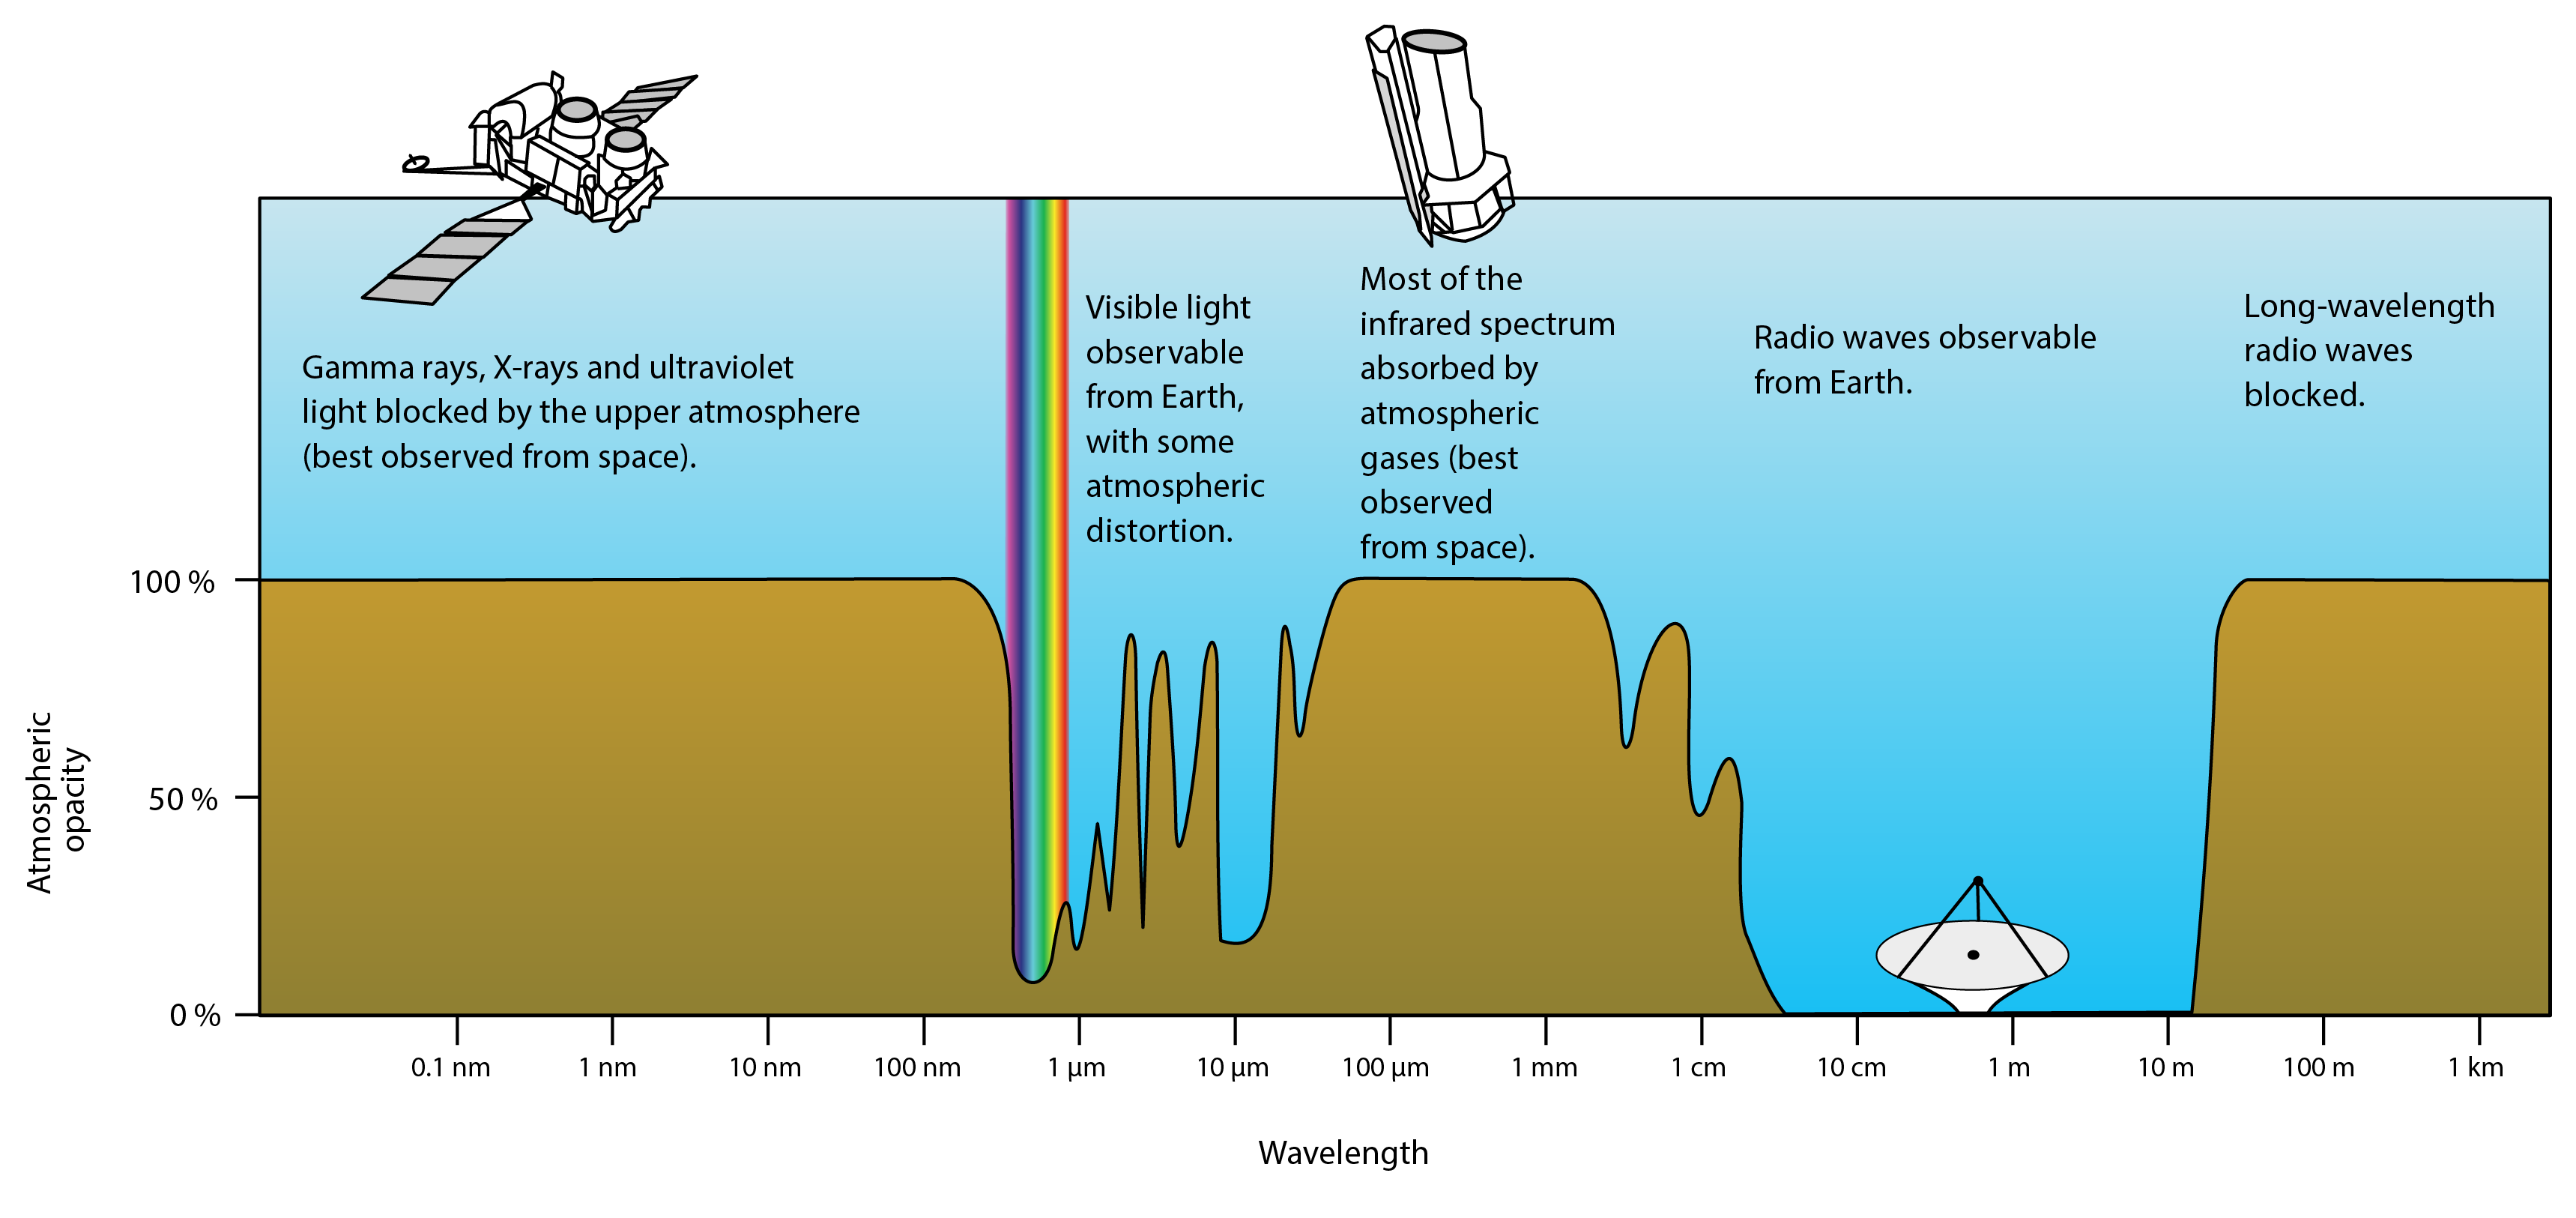 Gamma rays, X-rays and ultraviolet
light blocked by the upper atmosphere
(best observed from space).
Visible light
observable
from Earth,
with some
atmospheric
distortion.
Most of the
infrared spectrum
absorbed by
atmospheric
gases (best
observed
from space).
Radio waves observable
from Earth.
Long-wavelength
radio waves
blocked.
Atmospheric
opacity
100 %
50 %
0 %
0.1 nm 1 nm 10 nm 100 nm 1 µm 10 µm 100 µm 1 mm 1 cm 10 cm 1 m 10 m 100 m 1 km
Wavelength